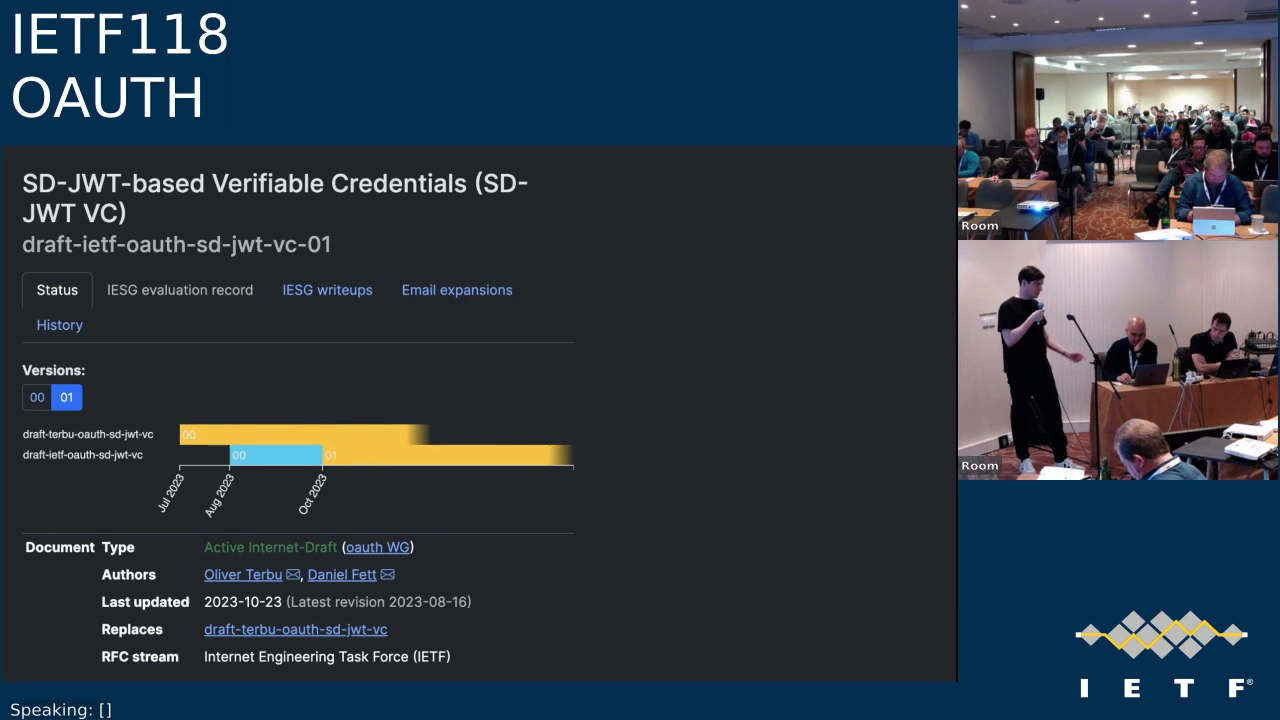 IETF118
OAUTH
SD-JWT-based Verifiable Credentials (SD-
JWT VC)
draft-ietf-oauth-sd-jwt-vc-01
Status IESG evaluation record IESG writeups Email expansions
History
Versions:
00 01
draft-terbu-oauth-sd-jwt-vc 00
draft-ietf-oauth-sd-jwt-vc 00 01
Jul 2023 Aug 2023 Oct 2023
Document Type Active Internet-Draft (oauth WG)
Authors Oliver Terbu, Daniel Fett
Last updated 2023-10-23 (Latest revision 2023-08-16)
Replaces draft-terbu-oauth-sd-jwt-vc
RFC stream Internet Engineering Task Force (IETF)
Speaking: []
Room
Room
I E T F®